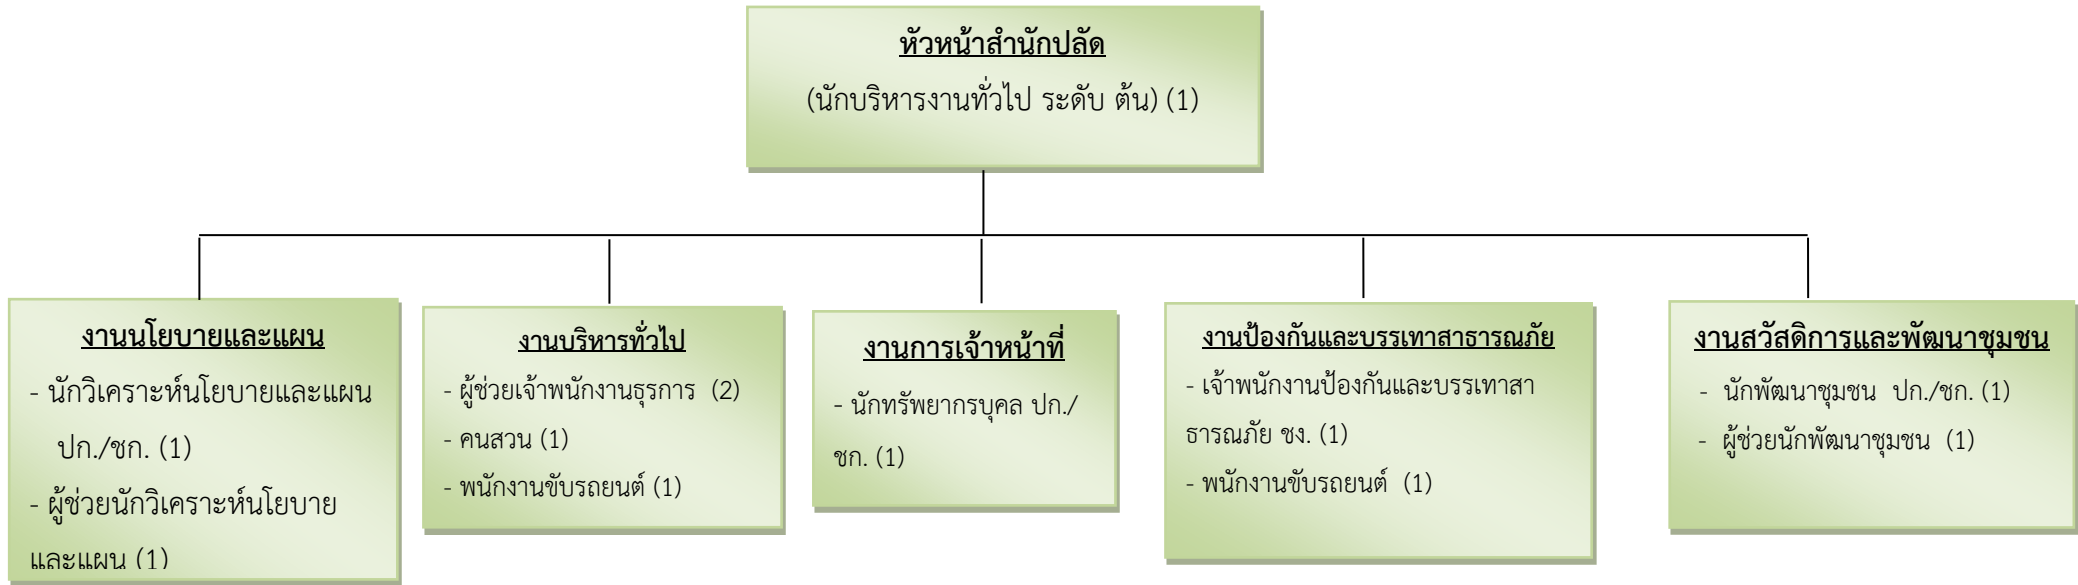 หัวหน้าสำนักปลัด
(นักบริหารงานทั่วไป ระดับ ต้น) (1)
งานนโยบายและแผน
- นักวิเคราะห์นโยบายและแผน
ปก./ชก. (1)
- ผู้ช่วยนักวิเคราะห์นโยบาย
และแผน (1)
งานบริหารทั่วไป
- ผู้ช่วยเจ้าพนักงานธุรการ (2)
- คนสวน (1)
- พนักงานขับรถยนต์ (1)
งานการเจ้าหน้าที่
- นักทรัพยากรบุคล ปก./
ชก. (1)
งานป้องกันและบรรเทาสาธารณภัย
- เจ้าพนักงานป้องกันและบรรเทาสา
ธารณภัย ชง. (1)
- พนักงานขับรถยนต์ (1)
งานสวัสดิการและพัฒนาชุมชน
- นักพัฒนาชุมชน ปก./ชก. (1)
- ผู้ช่วยนักพัฒนาชุมชน (1)